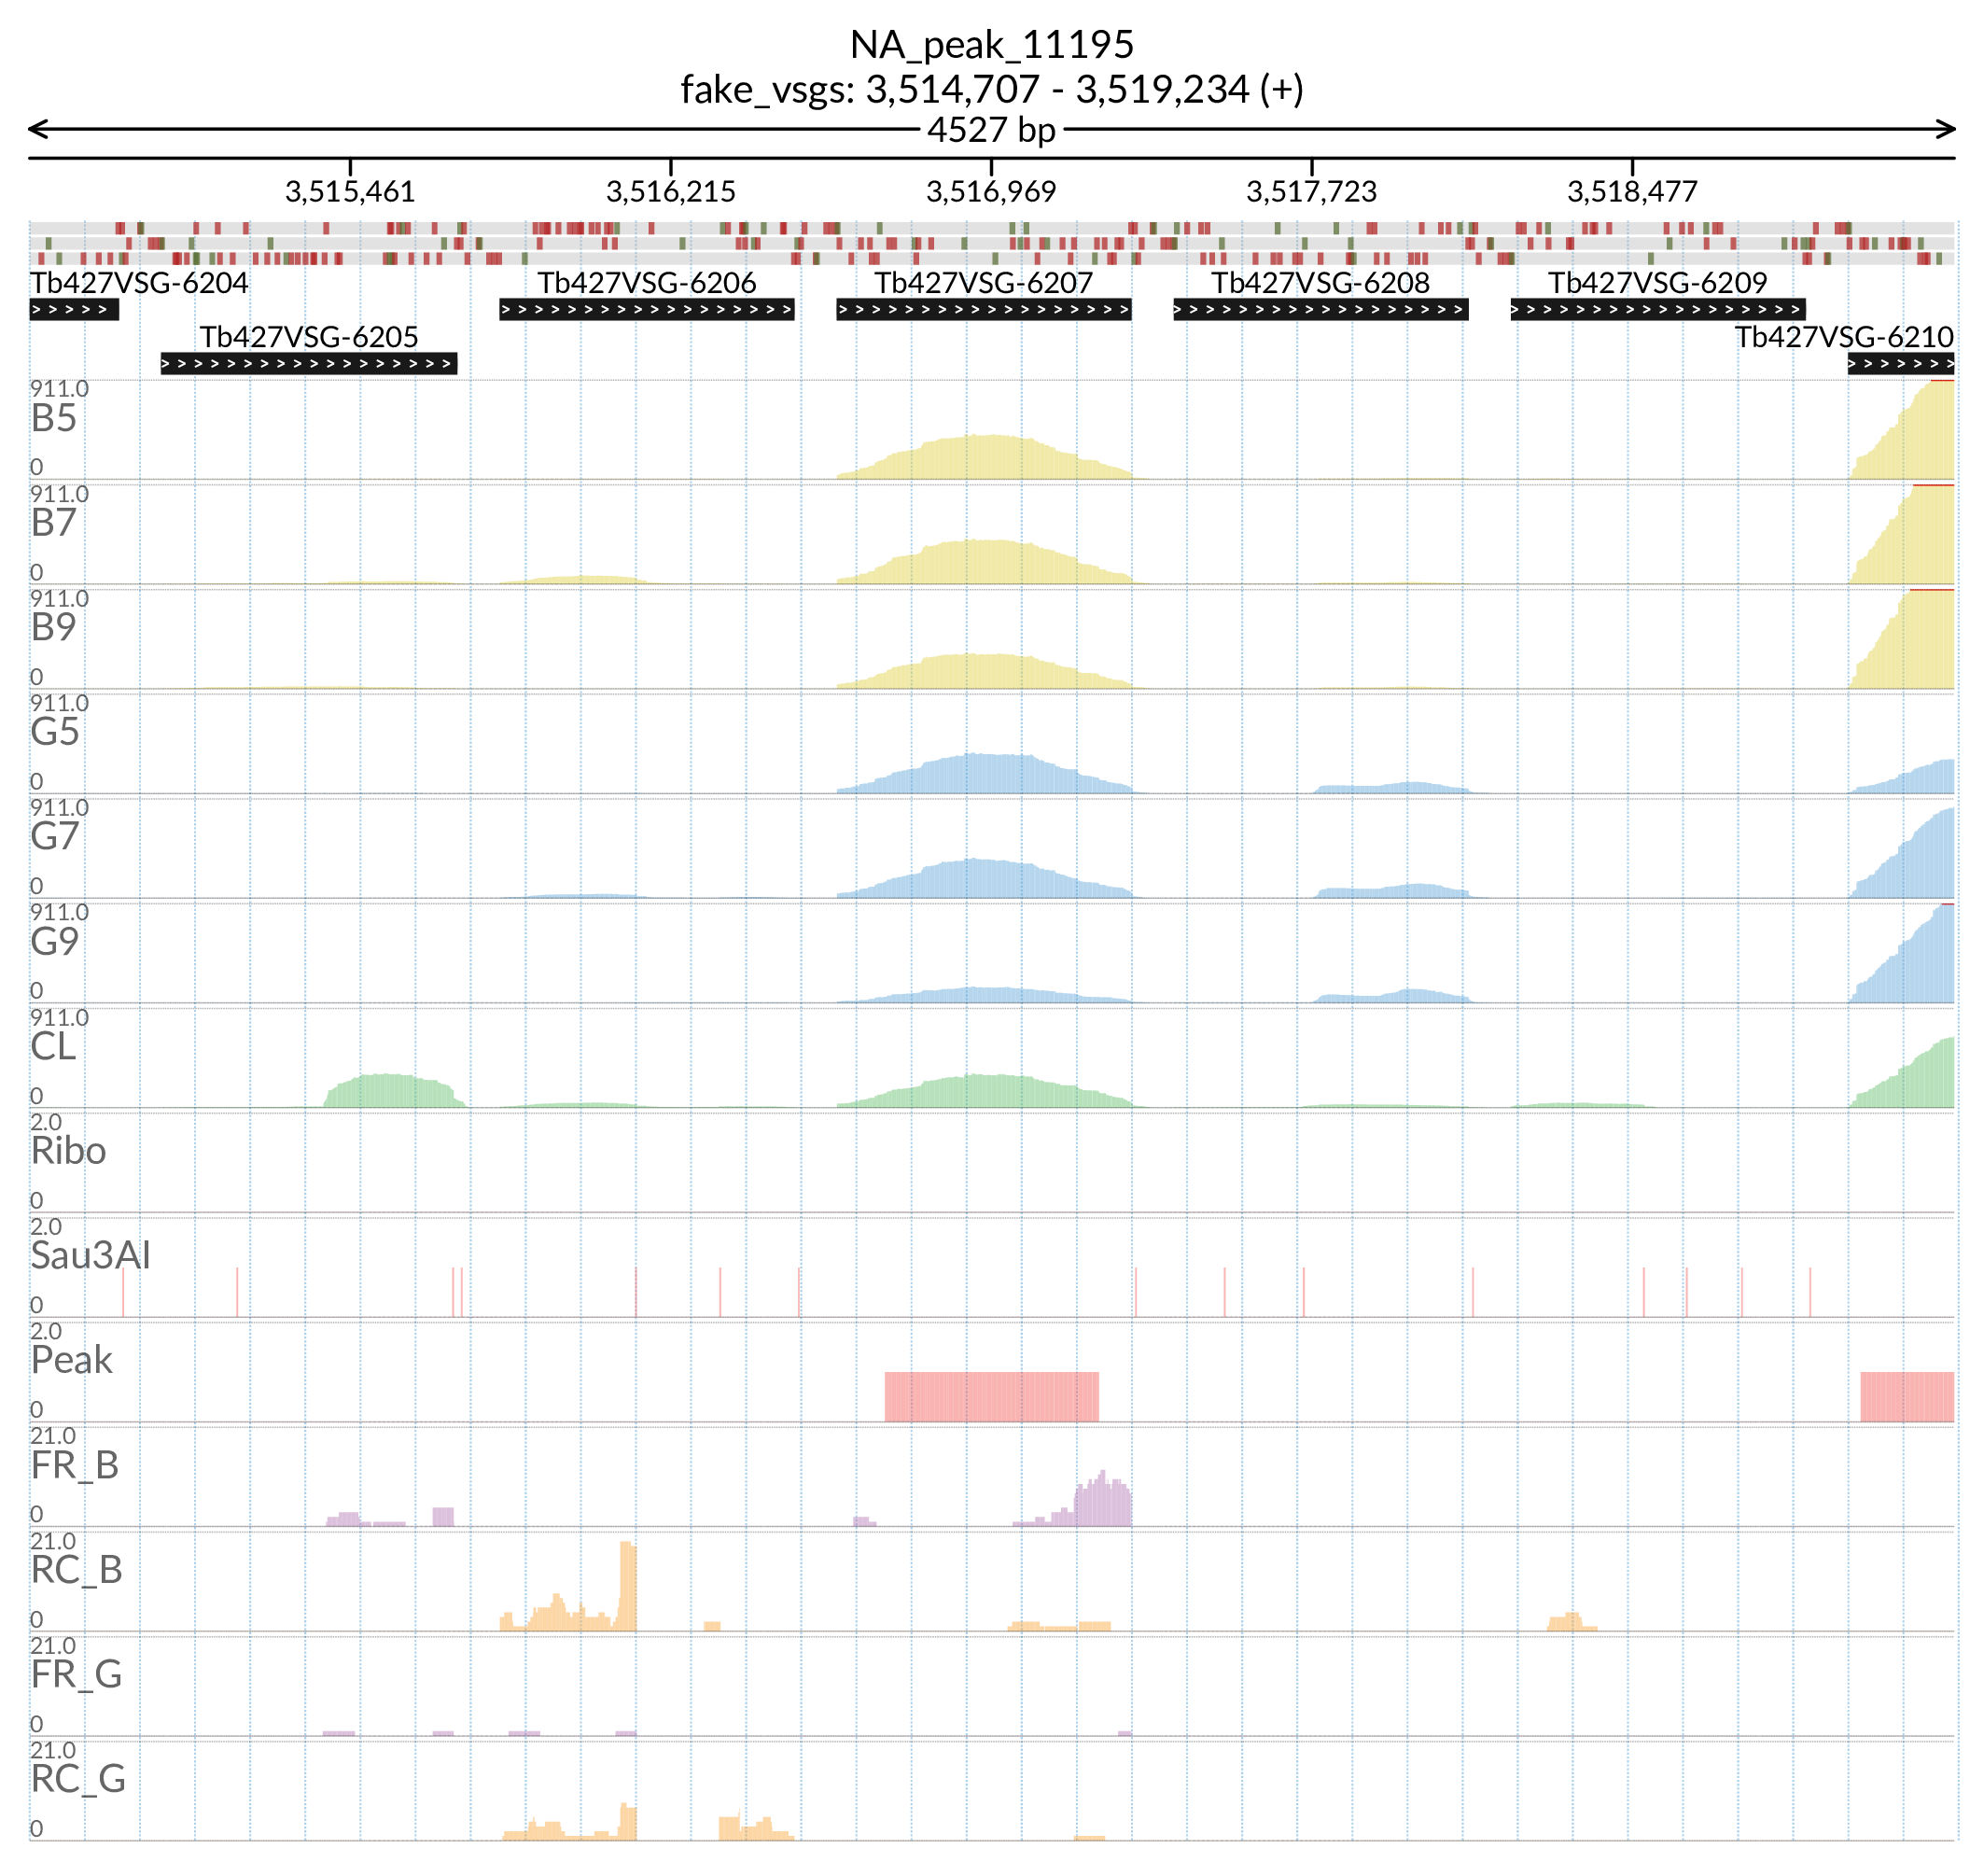 NA_peak_11195
fake_vsgs: 3,514,707 - 3,519,234 (+)
4527 bp
3,515,461 3,516,215 3,516,969 3,517,723 3,518,477
Tb427VSG-6204 Tb427VSG-6206 Tb427VSG-6207 Tb427VSG-6208 Tb427VSG-6209
Tb427VSG-6205 Tb427VSG-6210
911.0
B5
0
911.0
B7
0
911.0
B9
0
911.0
G5
0
911.0
G7
0
911.0
G9
0
911.0
CL
0
2.0
Ribo
0
2.0
Sau3AI
0
2.0
Peak
0
21.0
FR_B
0
21.0
RC_B
0
21.0
FR_G
0
21.0
RC_G
0